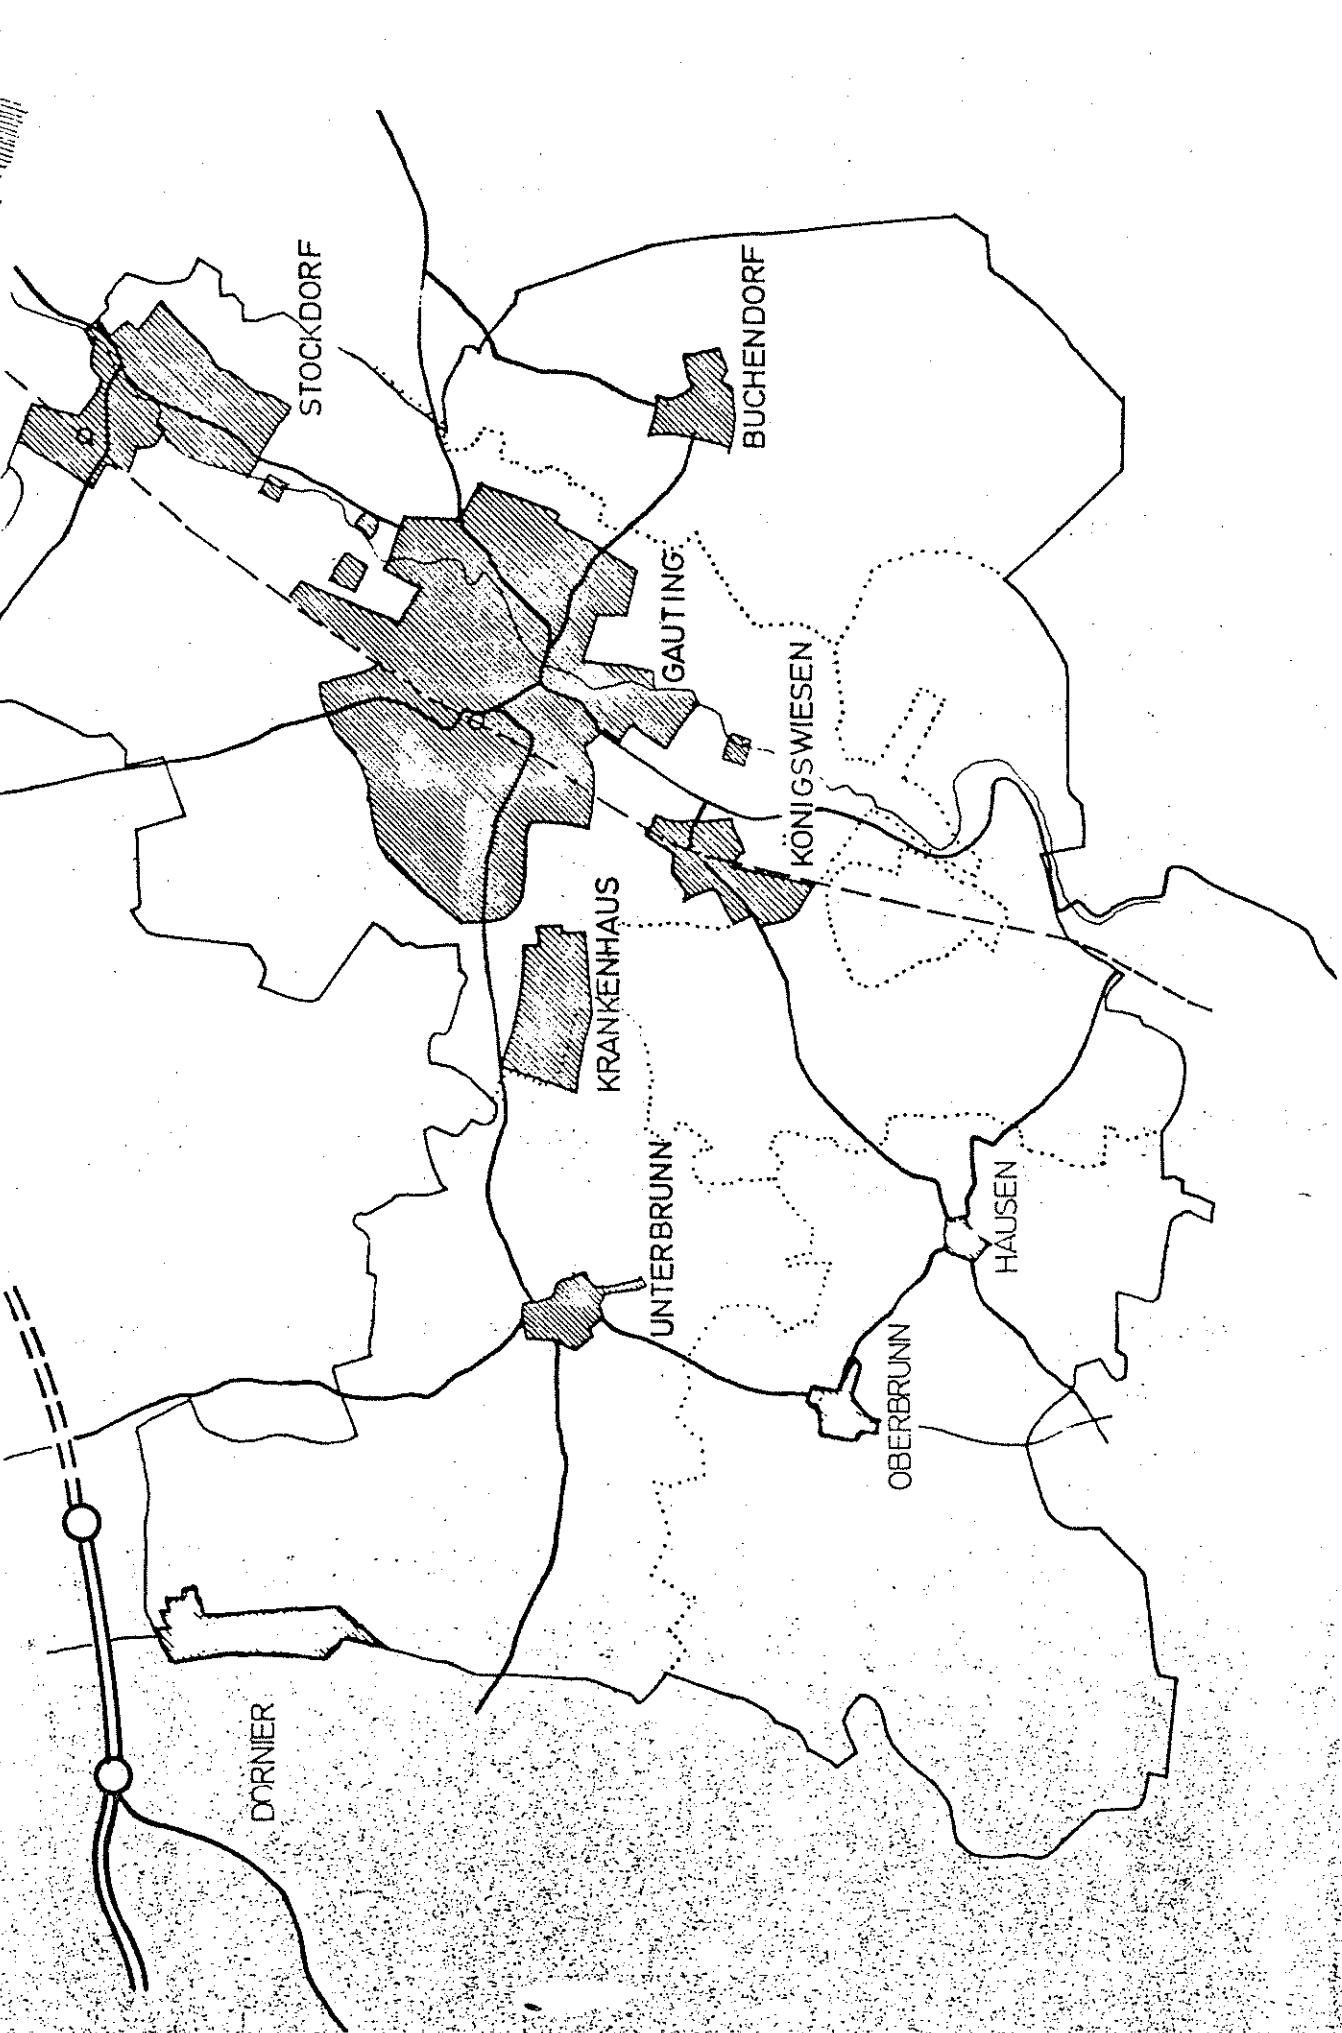 STOCKDORF
BUCHENDORF
GAUTING
KÖNIGSWIESEN
KRANKENHAUS
UNTERBRUNN
HAUSEN
OBERBRUNN
DORNIER